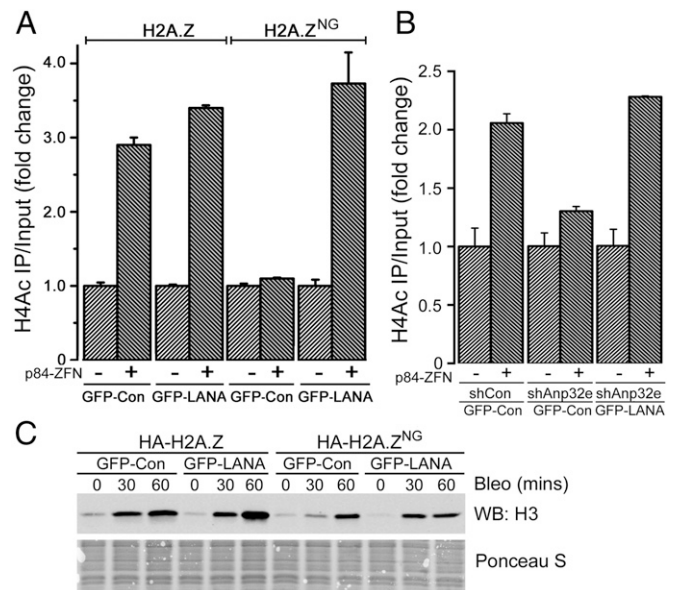 A
H2A.Z H2A.Z^NG
H4Ac IP/Input (fold change)
4.0
3.0
2.0
1.0
0
p84-ZFN - + - + - + - +
GFP-Con GFP-LANA GFP-Con GFP-LANA
B
H4Ac IP/Input (fold change)
2.5
2.0
1.5
1.0
0.5
0
p84-ZFN - + - + - +
shCon shAnp32e shAnp32e
GFP-Con GFP-Con GFP-LANA
C
HA-H2A.Z HA-H2A.Z^NG
GFP-Con GFP-LANA GFP-Con GFP-LANA
0 30 60 0 30 60 0 30 60 0 30 60 Bleo (mins)
WB: H3
Ponceau S